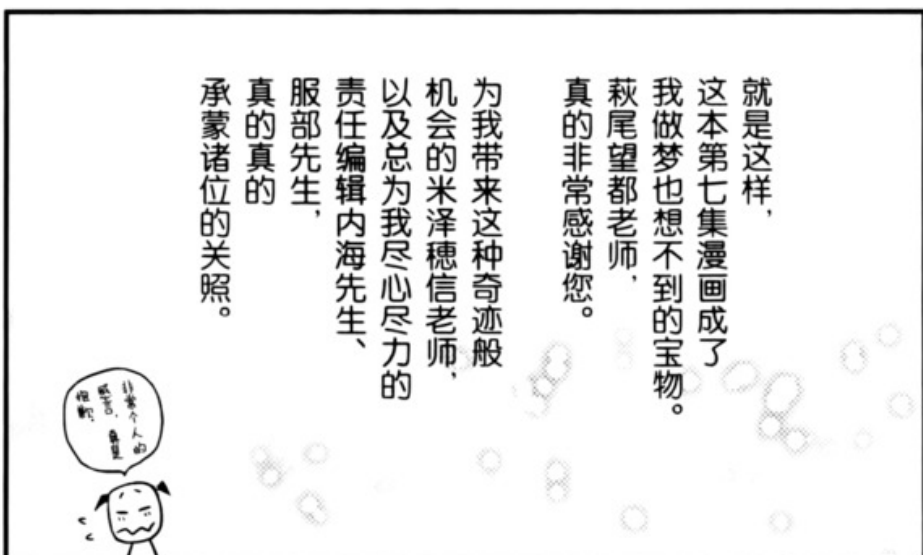 就是这样，
这本第七集漫画成了
我做梦也想不到的宝物。
萩尾望都老师，
真的非常感谢您。
为我带来这种奇迹般
机会的米泽穗信老师，
以及总为我尽心尽力的
责任编辑内海先生、
服部先生，
真的真的
承蒙诸位的关照。
非常个人的
感言，真是
抱歉。